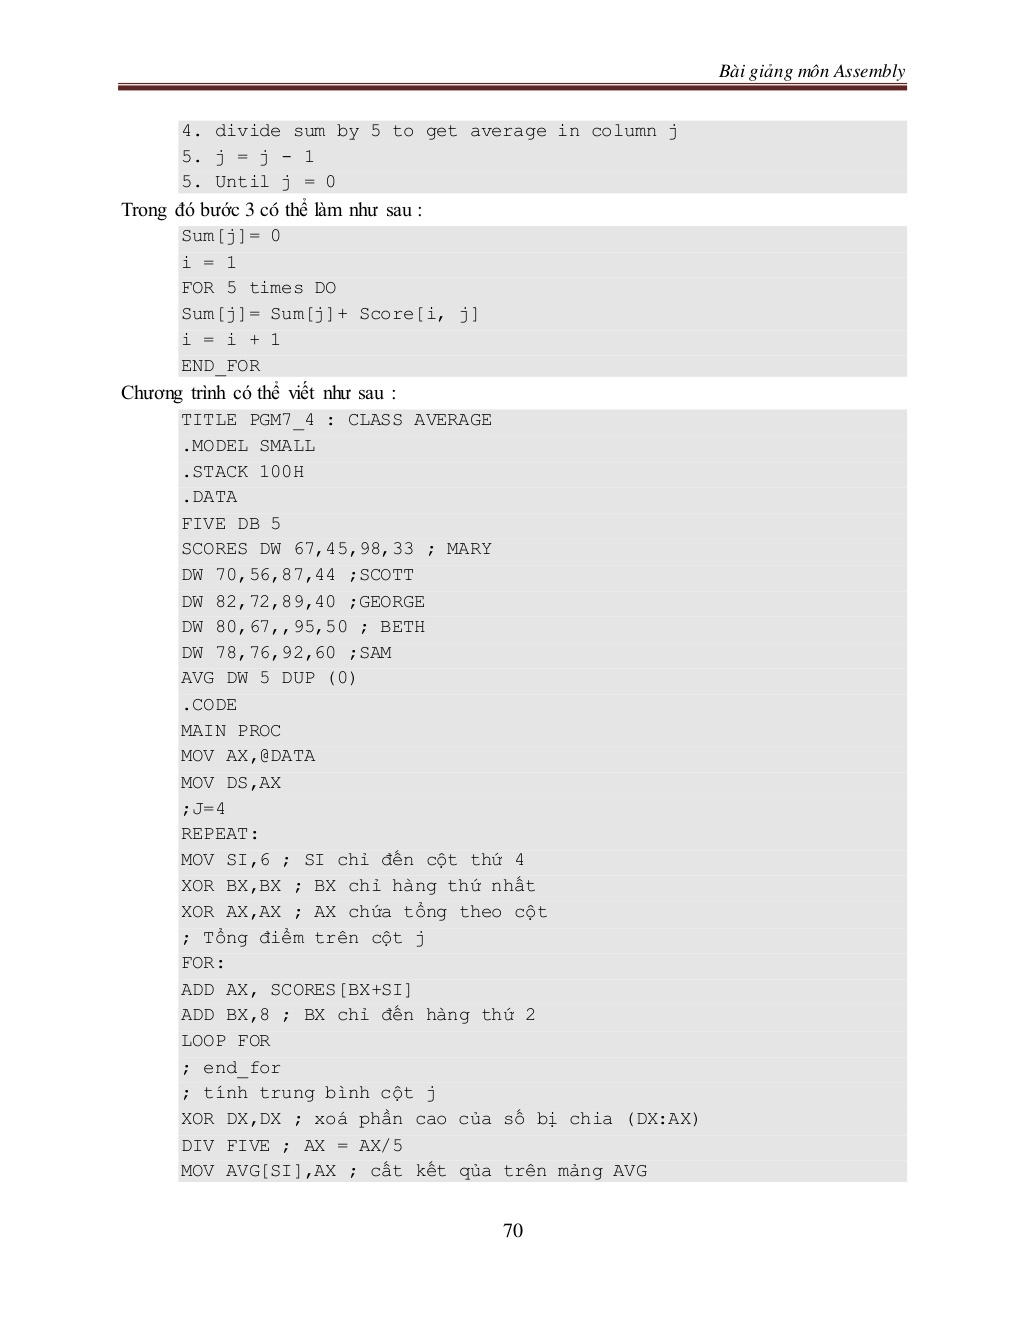 Bài giảng môn Assembly
4. divide sum by 5 to get average in column j
5. j = j - 1
5. Until j = 0
Trong đó bước 3 có thể làm như sau :
Sum[j]= 0
i = 1
FOR 5 times DO
Sum[j]= Sum[j]+ Score[i, j]
i = i + 1
END_FOR
Chương trình có thể viết như sau :
TITLE PGM7_4 : CLASS AVERAGE
.MODEL SMALL
.STACK 100H
.DATA
FIVE DB 5
SCORES DW 67,45,98,33 ; MARY
DW 70,56,87,44 ;SCOTT
DW 82,72,89,40 ;GEORGE
DW 80,67,,95,50 ; BETH
DW 78,76,92,60 ;SAM
AVG DW 5 DUP (0)
.CODE
MAIN PROC
MOV AX,@DATA
MOV DS,AX
;J=4
REPEAT:
MOV SI,6 ; SI chỉ đến cột thứ 4
XOR BX,BX ; BX chỉ hàng thứ nhất
XOR AX,AX ; AX chứa tổng theo cột
; Tổng điểm trên cột j
FOR:
ADD AX, SCORES[BX+SI]
ADD BX,8 ; BX chỉ đến hàng thứ 2
LOOP FOR
; end_for
; tính trung bình cột j
XOR DX,DX ; xoá phần cao của số bị chia (DX:AX)
DIV FIVE ; AX = AX/5
MOV AVG[SI],AX ; cất kết qủa trên mảng AVG
70